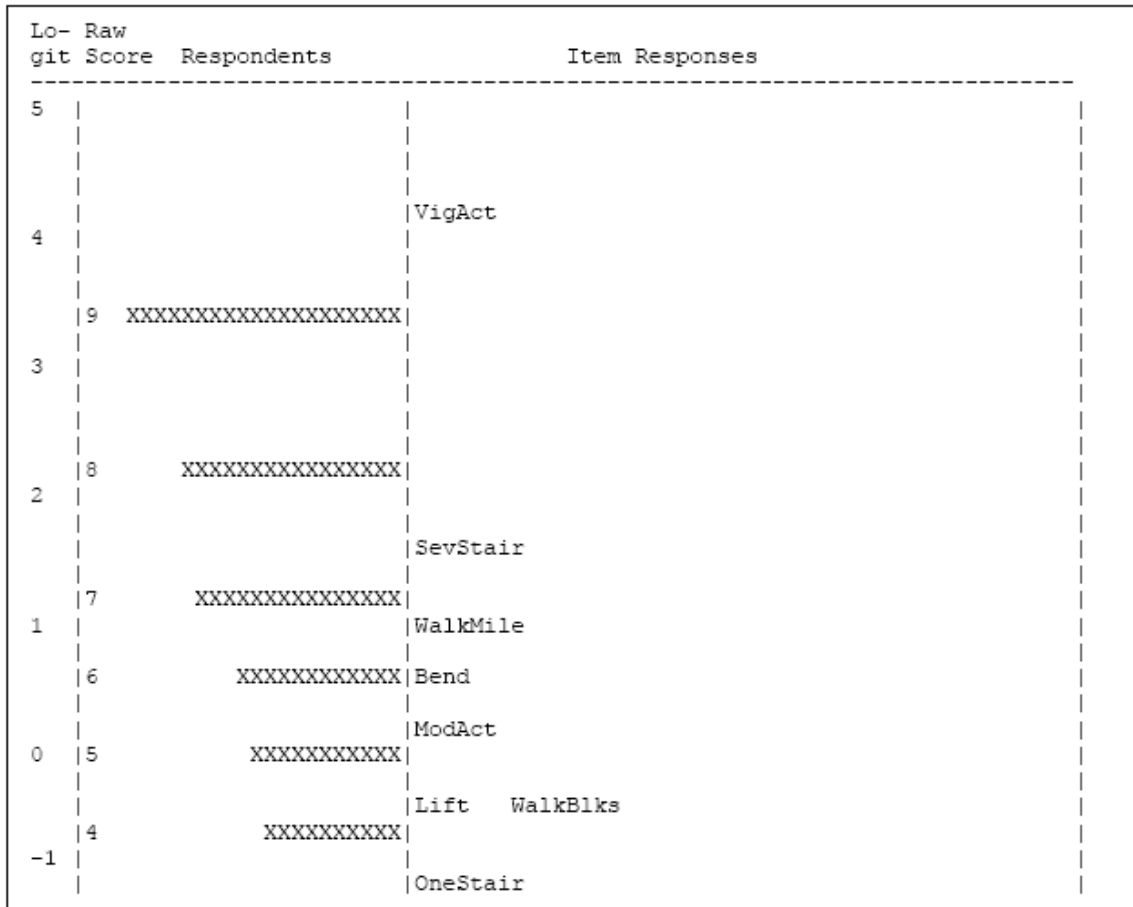 Lo- Raw
git Score  Respondents                 Item Responses
----------------------------------------------------------------------------
5 | | |
| | |
| | |
| | |
| |VigAct |
4 | | |
| | |
| | |
|9 XXXXXXXXXXXXXXXXXXXX| |
| | |
3 | | |
| | |
| | |
| | |
|8 XXXXXXXXXXXXXXXX| |
2 | | |
| | |
| |SevStair |
| | |
|7 XXXXXXXXXXXXXXX| |
1 | |WalkMile |
| | |
|6 XXXXXXXXXXXX|Bend |
| | |
| |ModAct |
0 |5 XXXXXXXXXXX| |
| | |
| |Lift WalkBlks |
|4 XXXXXXXXXX| |
-1 | | |
| |OneStair |